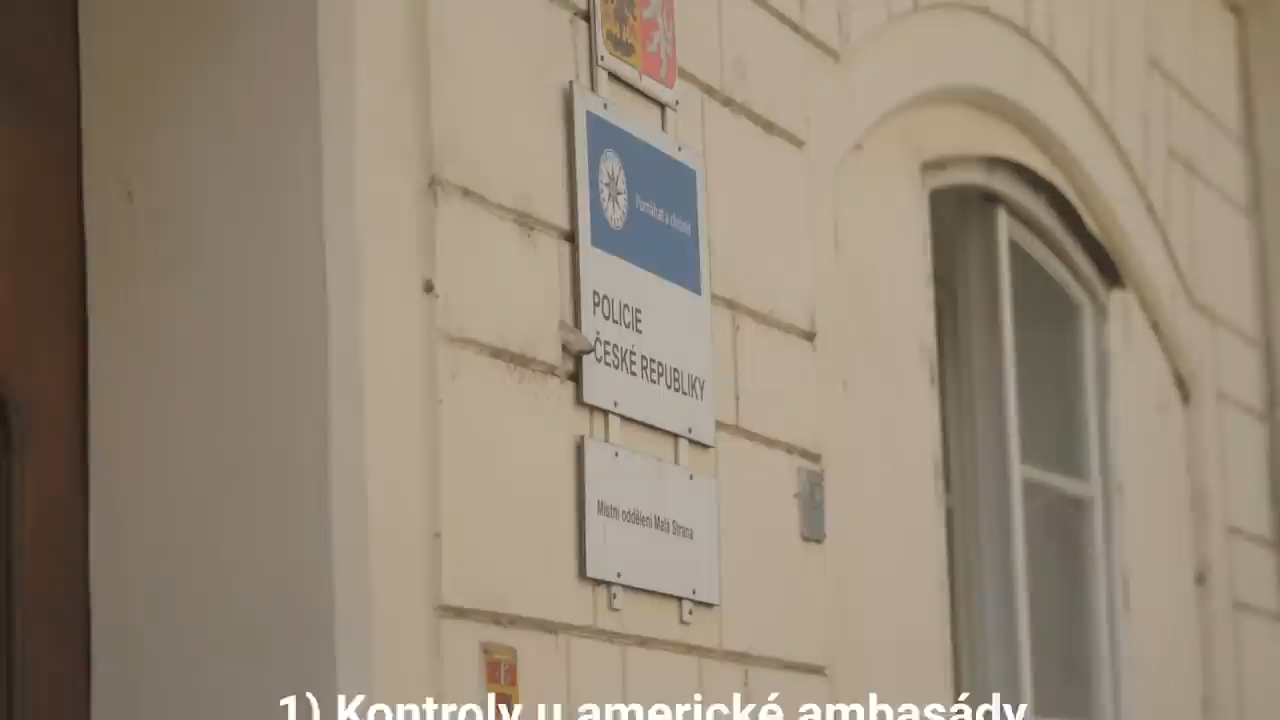 Pomáhat a chránit
POLICIE
ČESKÉ REPUBLIKY
Místní oddělení Malá Strana
1) Kontroly u americké ambasády